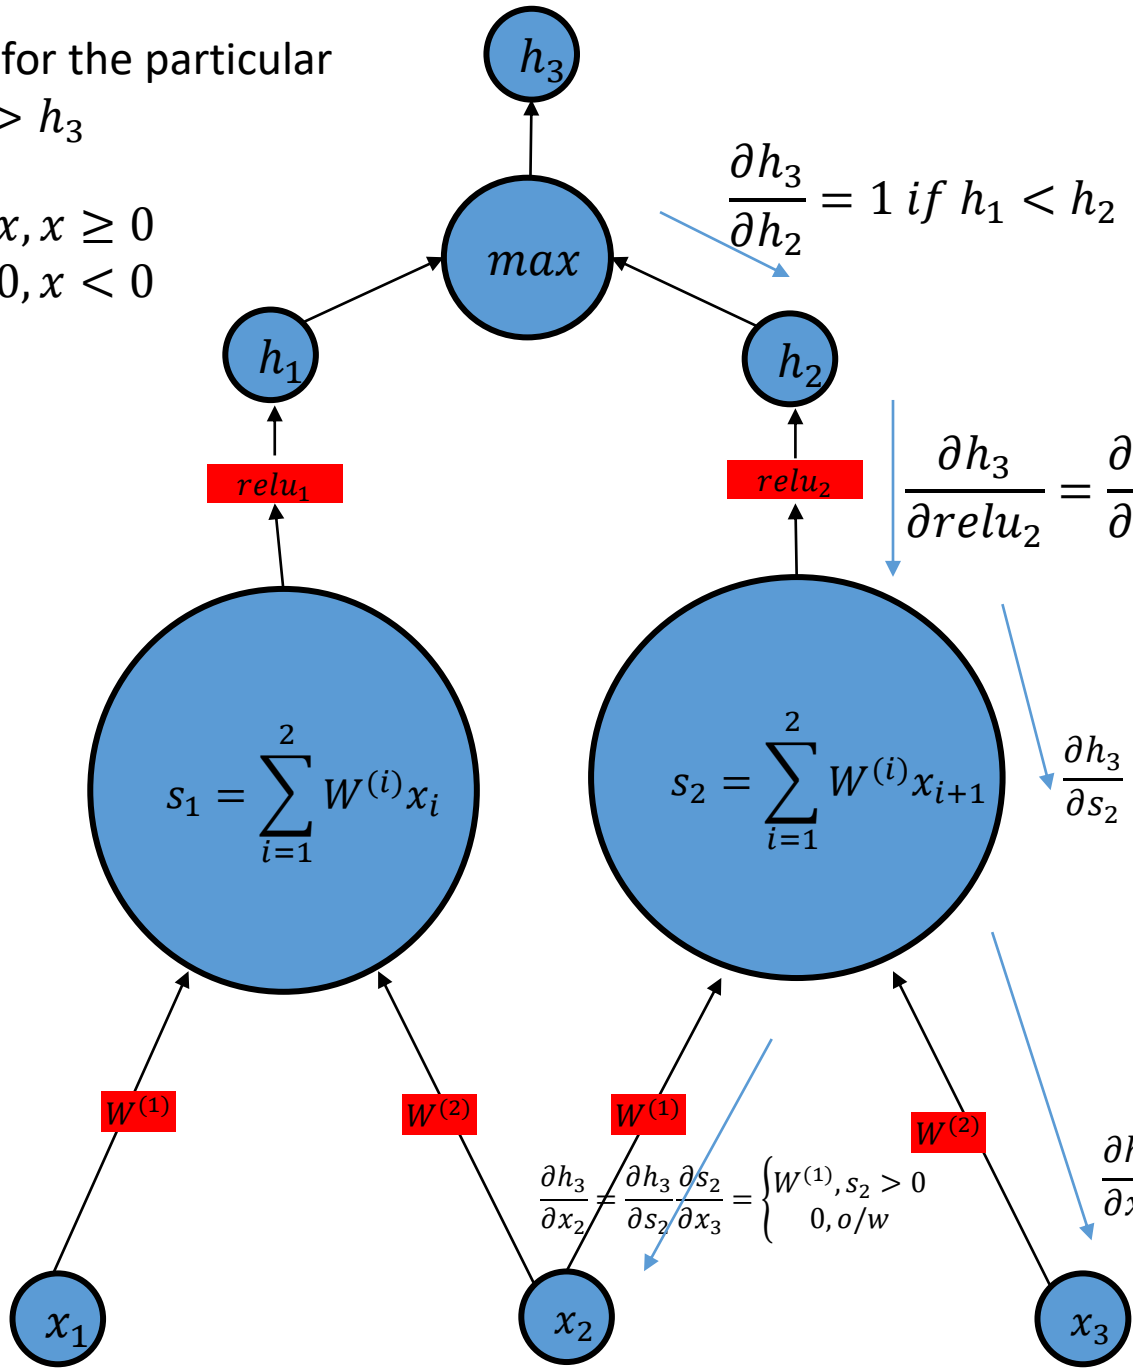 for the particular
> h₃
x, x ≥ 0
0, x < 0
h₃
∂h₃/∂h₂ = 1 if h₁ < h₂
max
h₁
h₂
relu₁
relu₂
∂h₃/∂relu₂ = ∂/∂
s₁ = ∑_{i=1}^{2} W⁽ⁱ⁾x_i
s₂ = ∑_{i=1}^{2} W⁽ⁱ⁾x_{i+1}
∂h₃/∂s₂
W⁽¹⁾
W⁽²⁾
W⁽¹⁾
W⁽²⁾
∂h₃/∂x₂ = ∂h₃/∂s₂ ∂s₂/∂x₃ = {W⁽¹⁾, s₂ > 0
0, o/w
x₁
x₂
x₃